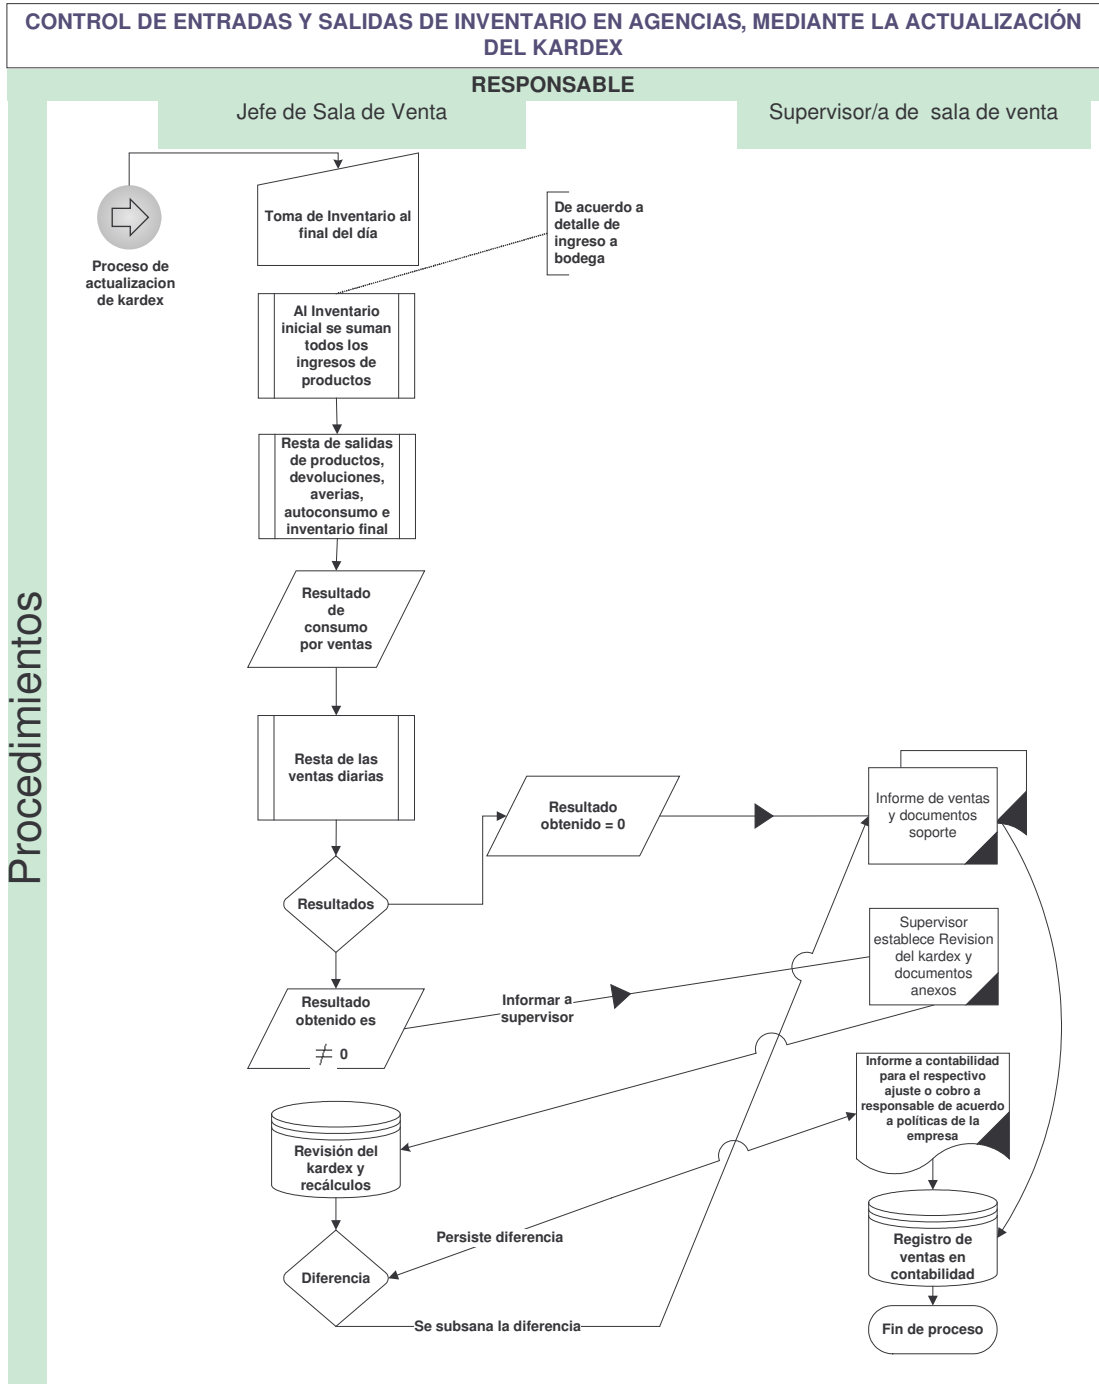 CONTROL DE ENTRADAS Y SALIDAS DE INVENTARIO EN AGENCIAS, MEDIANTE LA ACTUALIZACIÓN
DEL KARDEX
RESPONSABLE
Jefe de Sala de Venta
Supervisor/a de sala de venta
Procedimientos
Proceso de
actualizacion
de kardex
Toma de Inventario al
final del día
De acuerdo a
detalle de
ingreso a
bodega
Al Inventario
inicial se suman
todos los
ingresos de
productos
Resta de salidas
de productos,
devoluciones,
averias,
autoconsumo e
inventario final
Resultado
de
consumo
por ventas
Resta de las
ventas diarias
Resultado
obtenido = 0
Informe de ventas
y documentos
soporte
Resultados
Supervisor
establece Revision
del kardex y
documentos
anexos
Resultado
obtenido es
≠ 0
Informar a
supervisor
Informe a contabilidad
para el respectivo
ajuste o cobro a
responsable de acuerdo
a políticas de la
empresa
Revisión del
kardex y
recálculos
Persiste diferencia
Registro de
ventas en
contabilidad
Diferencia
Se subsana la diferencia
Fin de proceso